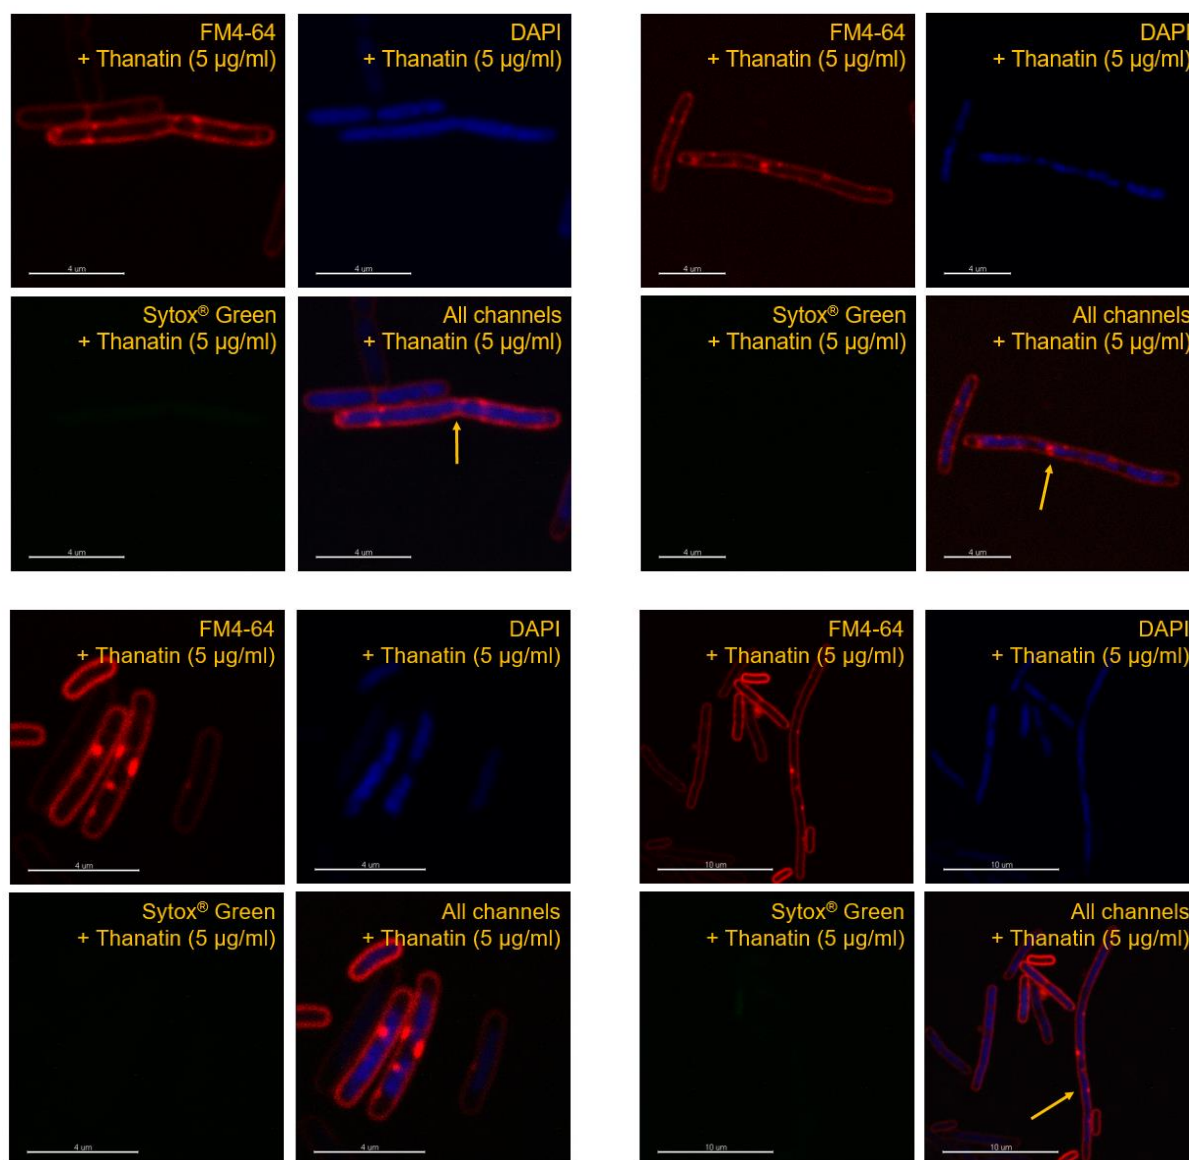 FM4-64
+ Thanatin (5 µg/ml)
4 um
DAPI
+ Thanatin (5 µg/ml)
4 um
Sytox® Green
+ Thanatin (5 µg/ml)
4 um
All channels
+ Thanatin (5 µg/ml)
4 um
FM4-64
+ Thanatin (5 µg/ml)
4 um
DAPI
+ Thanatin (5 µg/ml)
4 um
Sytox® Green
+ Thanatin (5 µg/ml)
4 um
All channels
+ Thanatin (5 µg/ml)
4 um
FM4-64
+ Thanatin (5 µg/ml)
4 um
DAPI
+ Thanatin (5 µg/ml)
4 um
Sytox® Green
+ Thanatin (5 µg/ml)
4 um
All channels
+ Thanatin (5 µg/ml)
4 um
FM4-64
+ Thanatin (5 µg/ml)
10 um
DAPI
+ Thanatin (5 µg/ml)
10 um
Sytox® Green
+ Thanatin (5 µg/ml)
10 um
All channels
+ Thanatin (5 µg/ml)
10 um